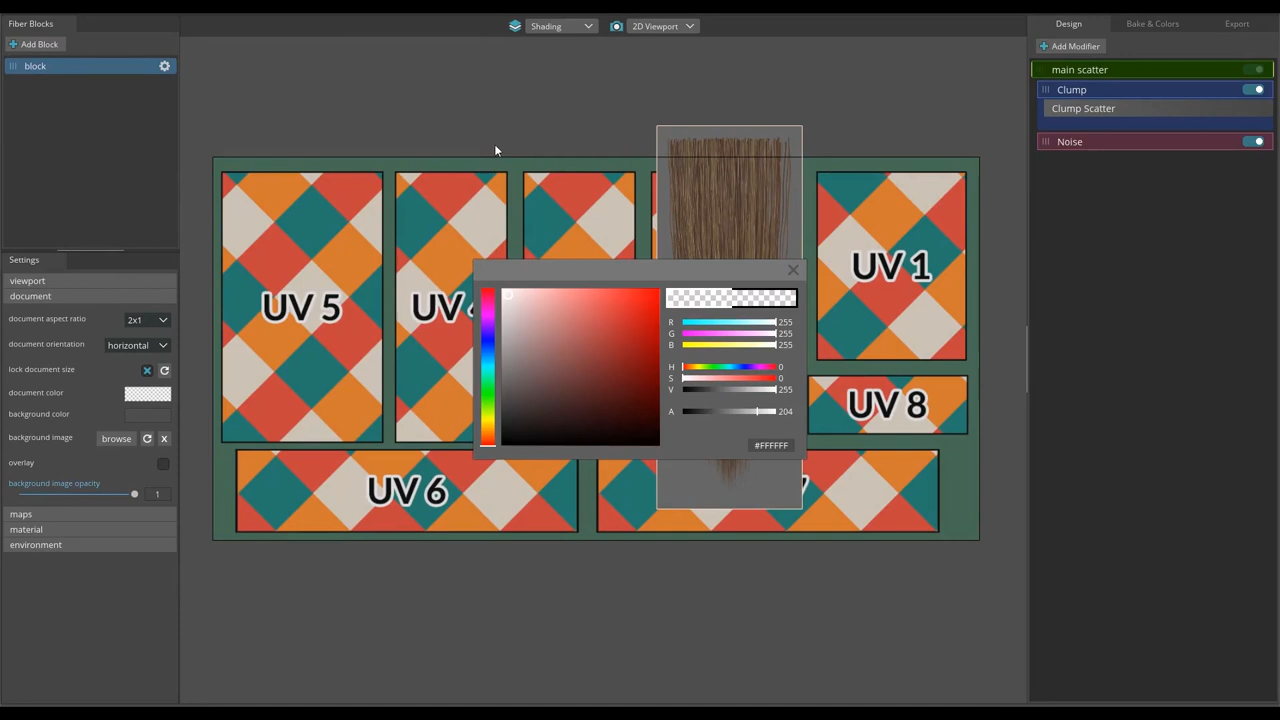 Fiber Blocks
Add Block
block
Settings
viewport
document
document aspect ratio
2x1
document orientation
horizontal
lock document size
document color
background color
background image
browse
X
overlay
background image opacity
1
maps
material
environment
Shading
2D Viewport
UV 5
UV
UV 1
UV 8
UV 6
R 255
G 255
B 255
H 0
S 0
V 255
A 204
#FFFFFF
Design
Bake & Colors
Export
Add Modifier
main scatter
Clump
Clump Scatter
Noise